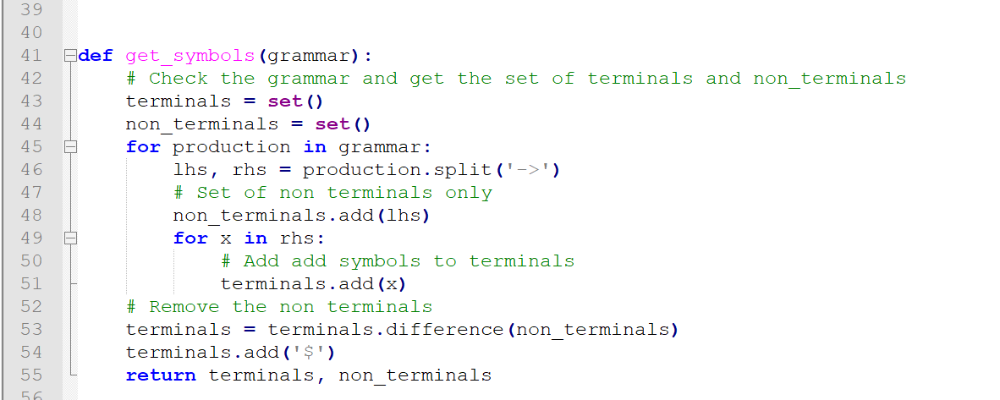 39
40
41 def get_symbols(grammar):
42 # Check the grammar and get the set of terminals and non_terminals
43 terminals = set()
44 non_terminals = set()
45 for production in grammar:
46 lhs, rhs = production.split('->')
47 # Set of non terminals only
48 non_terminals.add(lhs)
49 for x in rhs:
50 # Add add symbols to terminals
51 terminals.add(x)
52 # Remove the non terminals
53 terminals = terminals.difference(non_terminals)
54 terminals.add('$')
55 return terminals, non_terminals
56